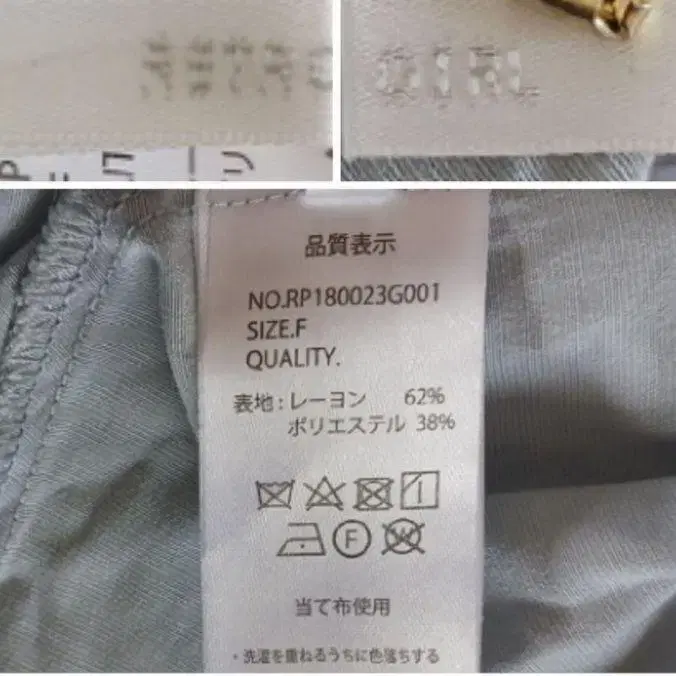 品質表示
NO.RP180023G001
SIZE.F
QUALITY.
表地:レーヨン 62%
ポリエステル 38%
F
W
当て布使用
・洗濯を重ねるうちに色落ちする